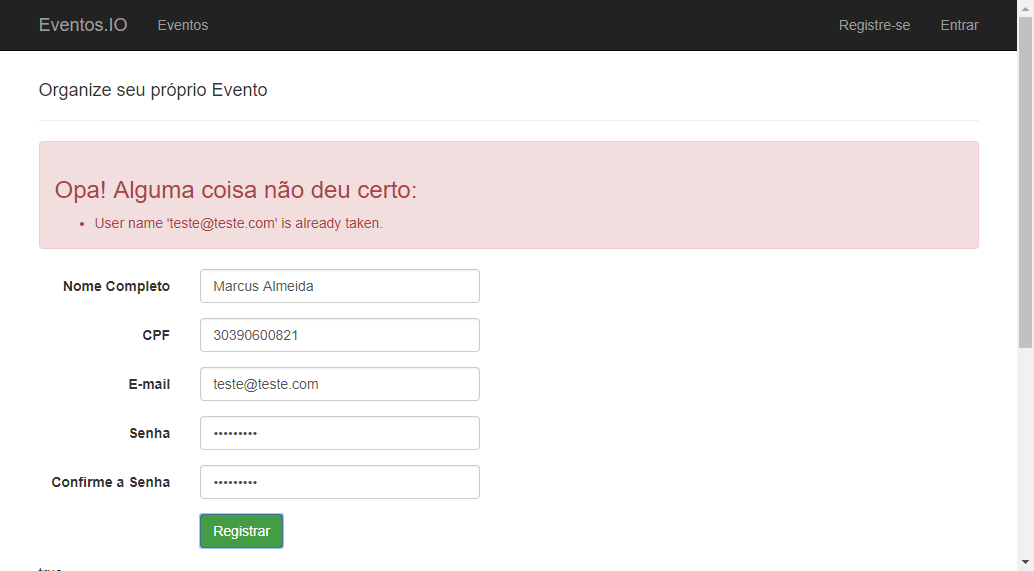 Eventos.IO Eventos Registre-se Entrar
Organize seu próprio Evento
Opa! Alguma coisa não deu certo:
• User name 'teste@teste.com' is already taken.
Nome Completo Marcus Almeida
CPF 30390600821
E-mail teste@teste.com
Senha •••••••••
Confirme a Senha •••••••••
Registrar